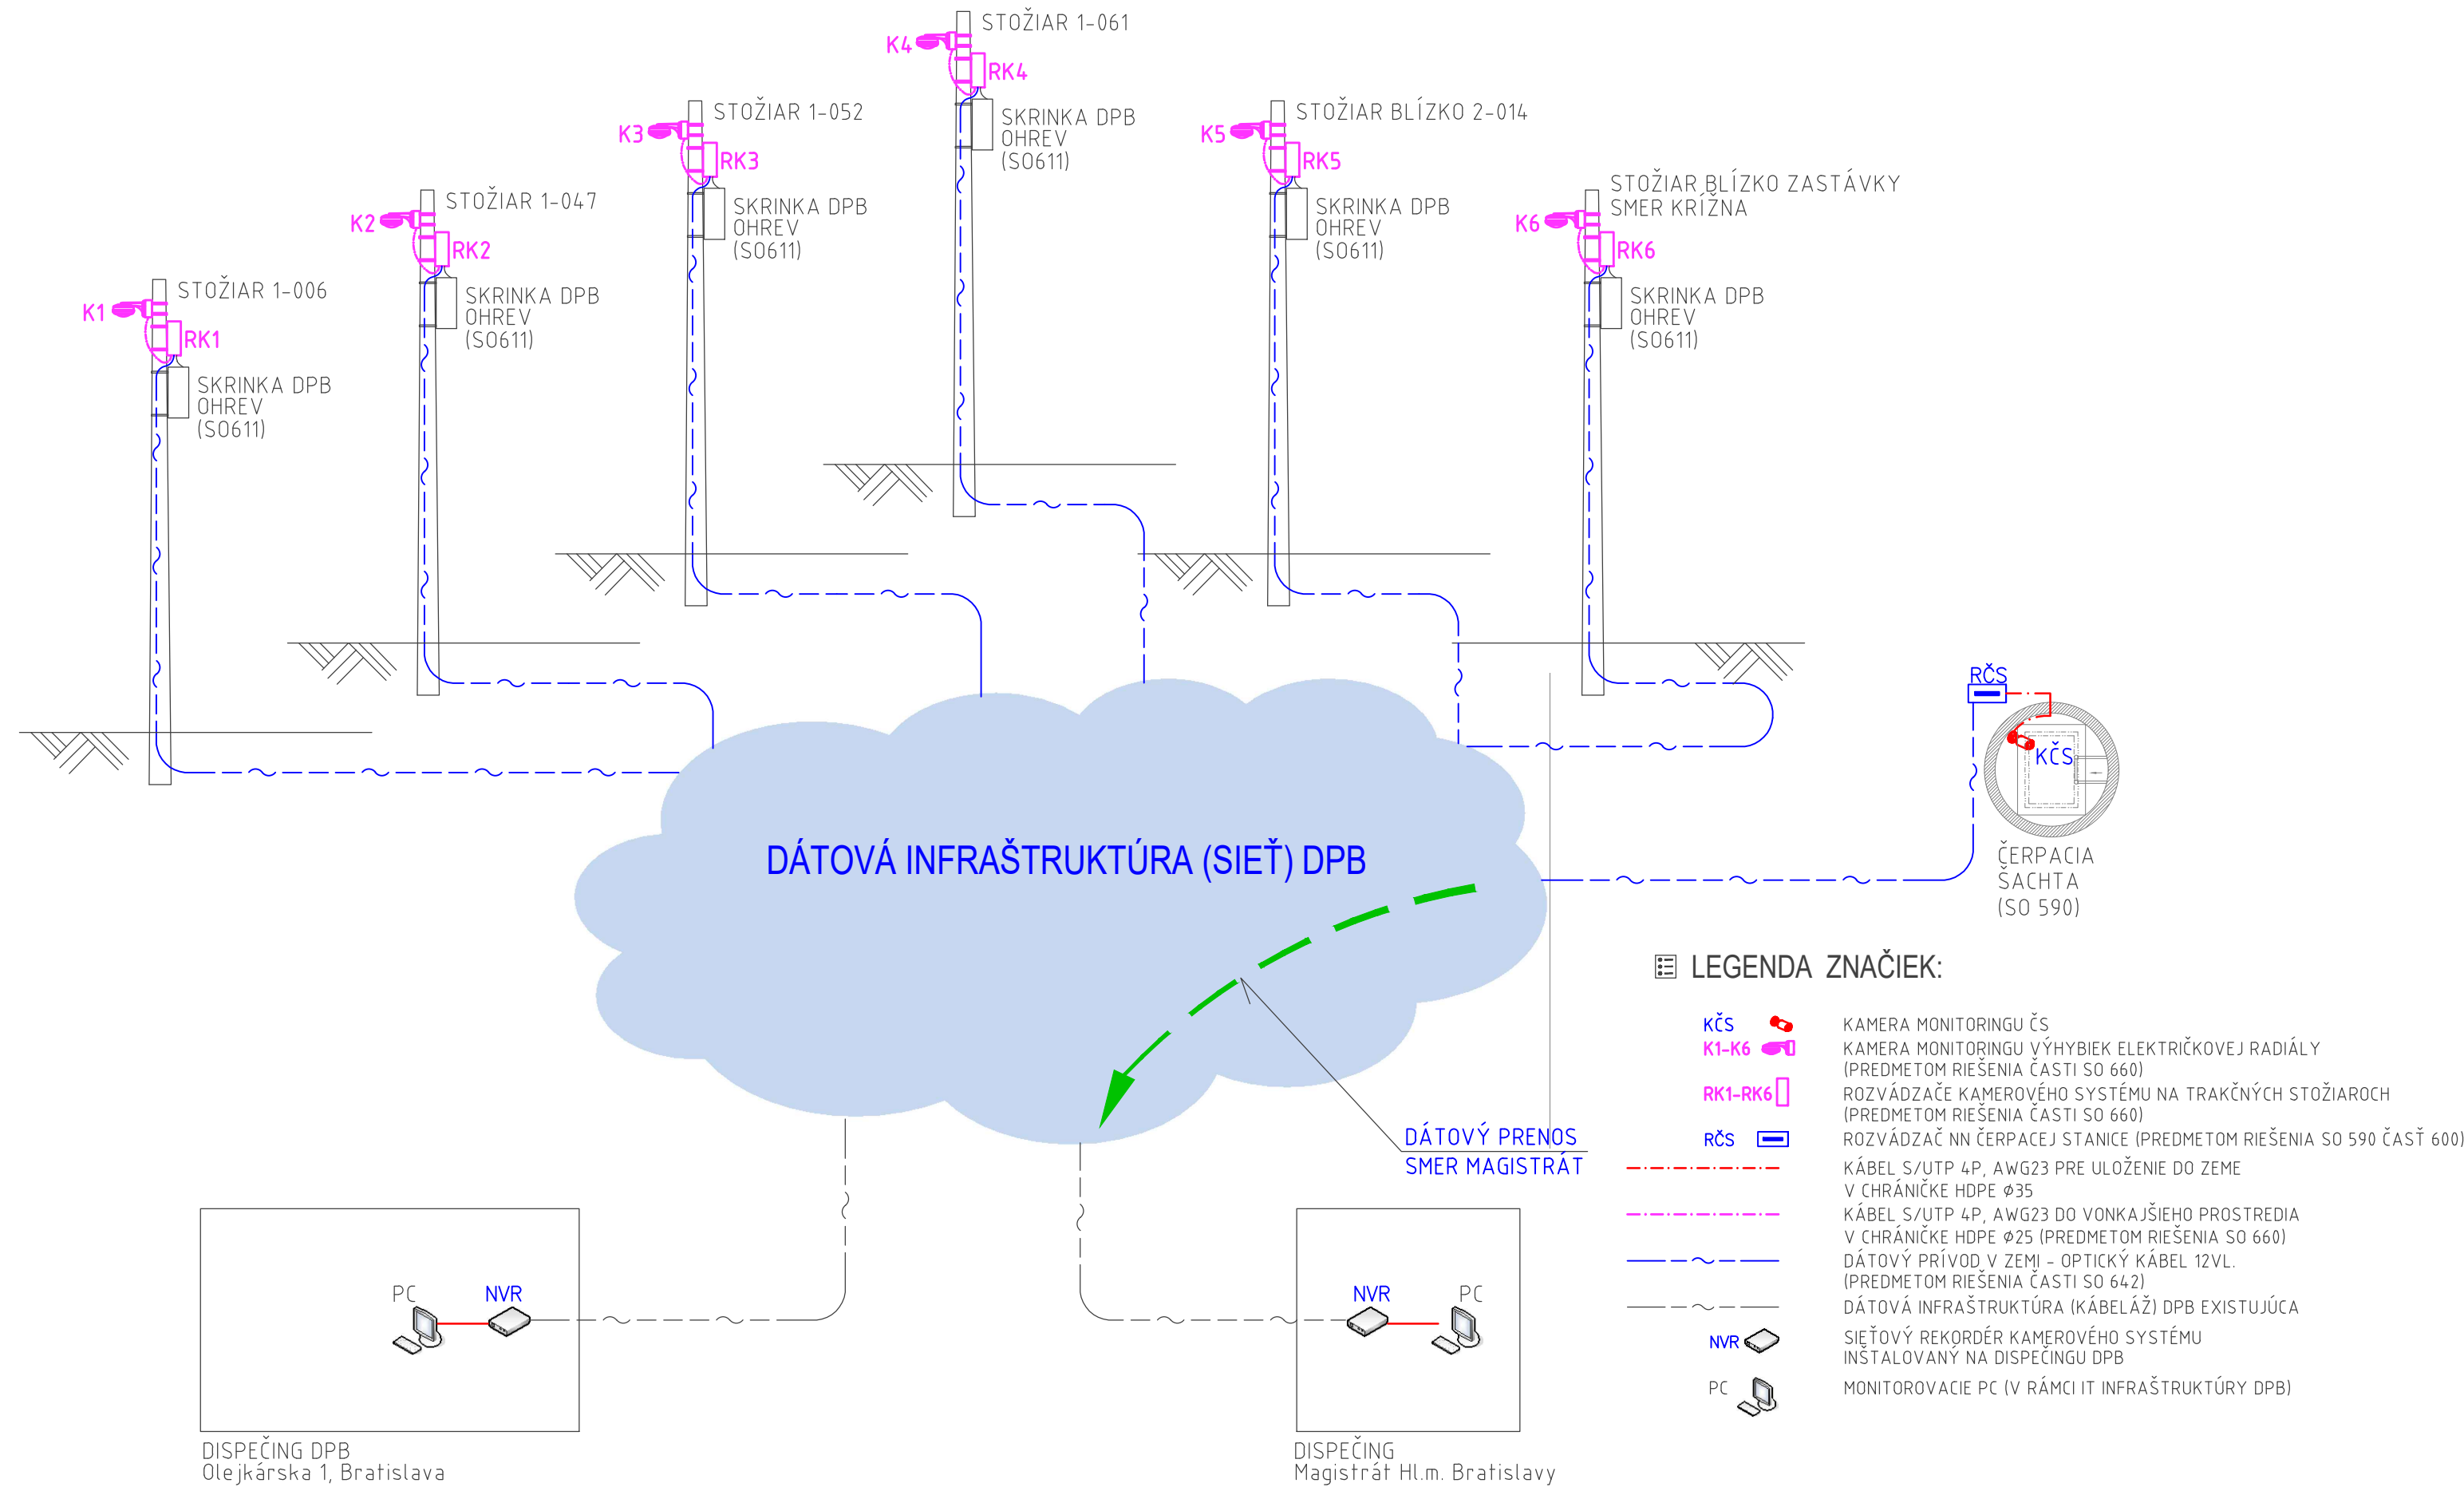 STOŽIAR 1-061
K4
RK4
SKRINKA DPB
OHREV
(SO611)
STOŽIAR 1-052
K3
RK3
SKRINKA DPB
OHREV
(SO611)
STOŽIAR BLÍZKO 2-014
K5
RK5
SKRINKA DPB
OHREV
(SO611)
STOŽIAR 1-047
K2
RK2
SKRINKA DPB
OHREV
(SO611)
STOŽIAR BLÍZKO ZASTÁVKY
SMER KRÍŽNA
K6
RK6
SKRINKA DPB
OHREV
(SO611)
STOŽIAR 1-006
K1
RK1
SKRINKA DPB
OHREV
(SO611)
RČS
KČS
ČERPACIA
ŠACHTA
(SO 590)
DÁTOVÁ INFRAŠTRUKTÚRA (SIEŤ) DPB
DÁTOVÝ PRENOS
SMER MAGISTRÁT
LEGENDA ZNAČIEK:
KČS KAMERA MONITORINGU ČS
K1-K6 KAMERA MONITORINGU VÝHYBIEK ELEKTRIČKOVEJ RADIÁLY
(PREDMETOM RIEŠENIA ČASTI SO 660)
RK1-RK6 ROZVÁDZAČE KAMEROVÉHO SYSTÉMU NA TRAKČNÝCH STOŽIAROCH
(PREDMETOM RIEŠENIA ČASTI SO 660)
RČS ROZVÁDZAČ NN ČERPACEJ STANICE (PREDMETOM RIEŠENIA SO 590 ČASŤ 600)
KÁBEL S/UTP 4P, AWG23 PRE ULOŽENIE DO ZEME
V CHRÁNIČKE HDPE Ø35
KÁBEL S/UTP 4P, AWG23 DO VONKAJŠIEHO PROSTREDIA
V CHRÁNIČKE HDPE Ø25 (PREDMETOM RIEŠENIA SO 660)
DÁTOVÝ PRÍVOD V ZEMI - OPTICKÝ KÁBEL 12VL.
(PREDMETOM RIEŠENIA ČASTI SO 642)
DÁTOVÁ INFRAŠTRUKTÚRA (KÁBELÁŽ) DPB EXISTUJÚCA
NVR SIEŤOVÝ REKORDÉR KAMEROVÉHO SYSTÉMU
INŠTALOVANÝ NA DISPEČINGU DPB
PC MONITOROVACIE PC (V RÁMCI IT INFRAŠTRUKTÚRY DPB)
PC
NVR
DISPEČING DPB
Olejkárska 1, Bratislava
NVR
PC
DISPEČING
Magistrát Hl.m. Bratislavy